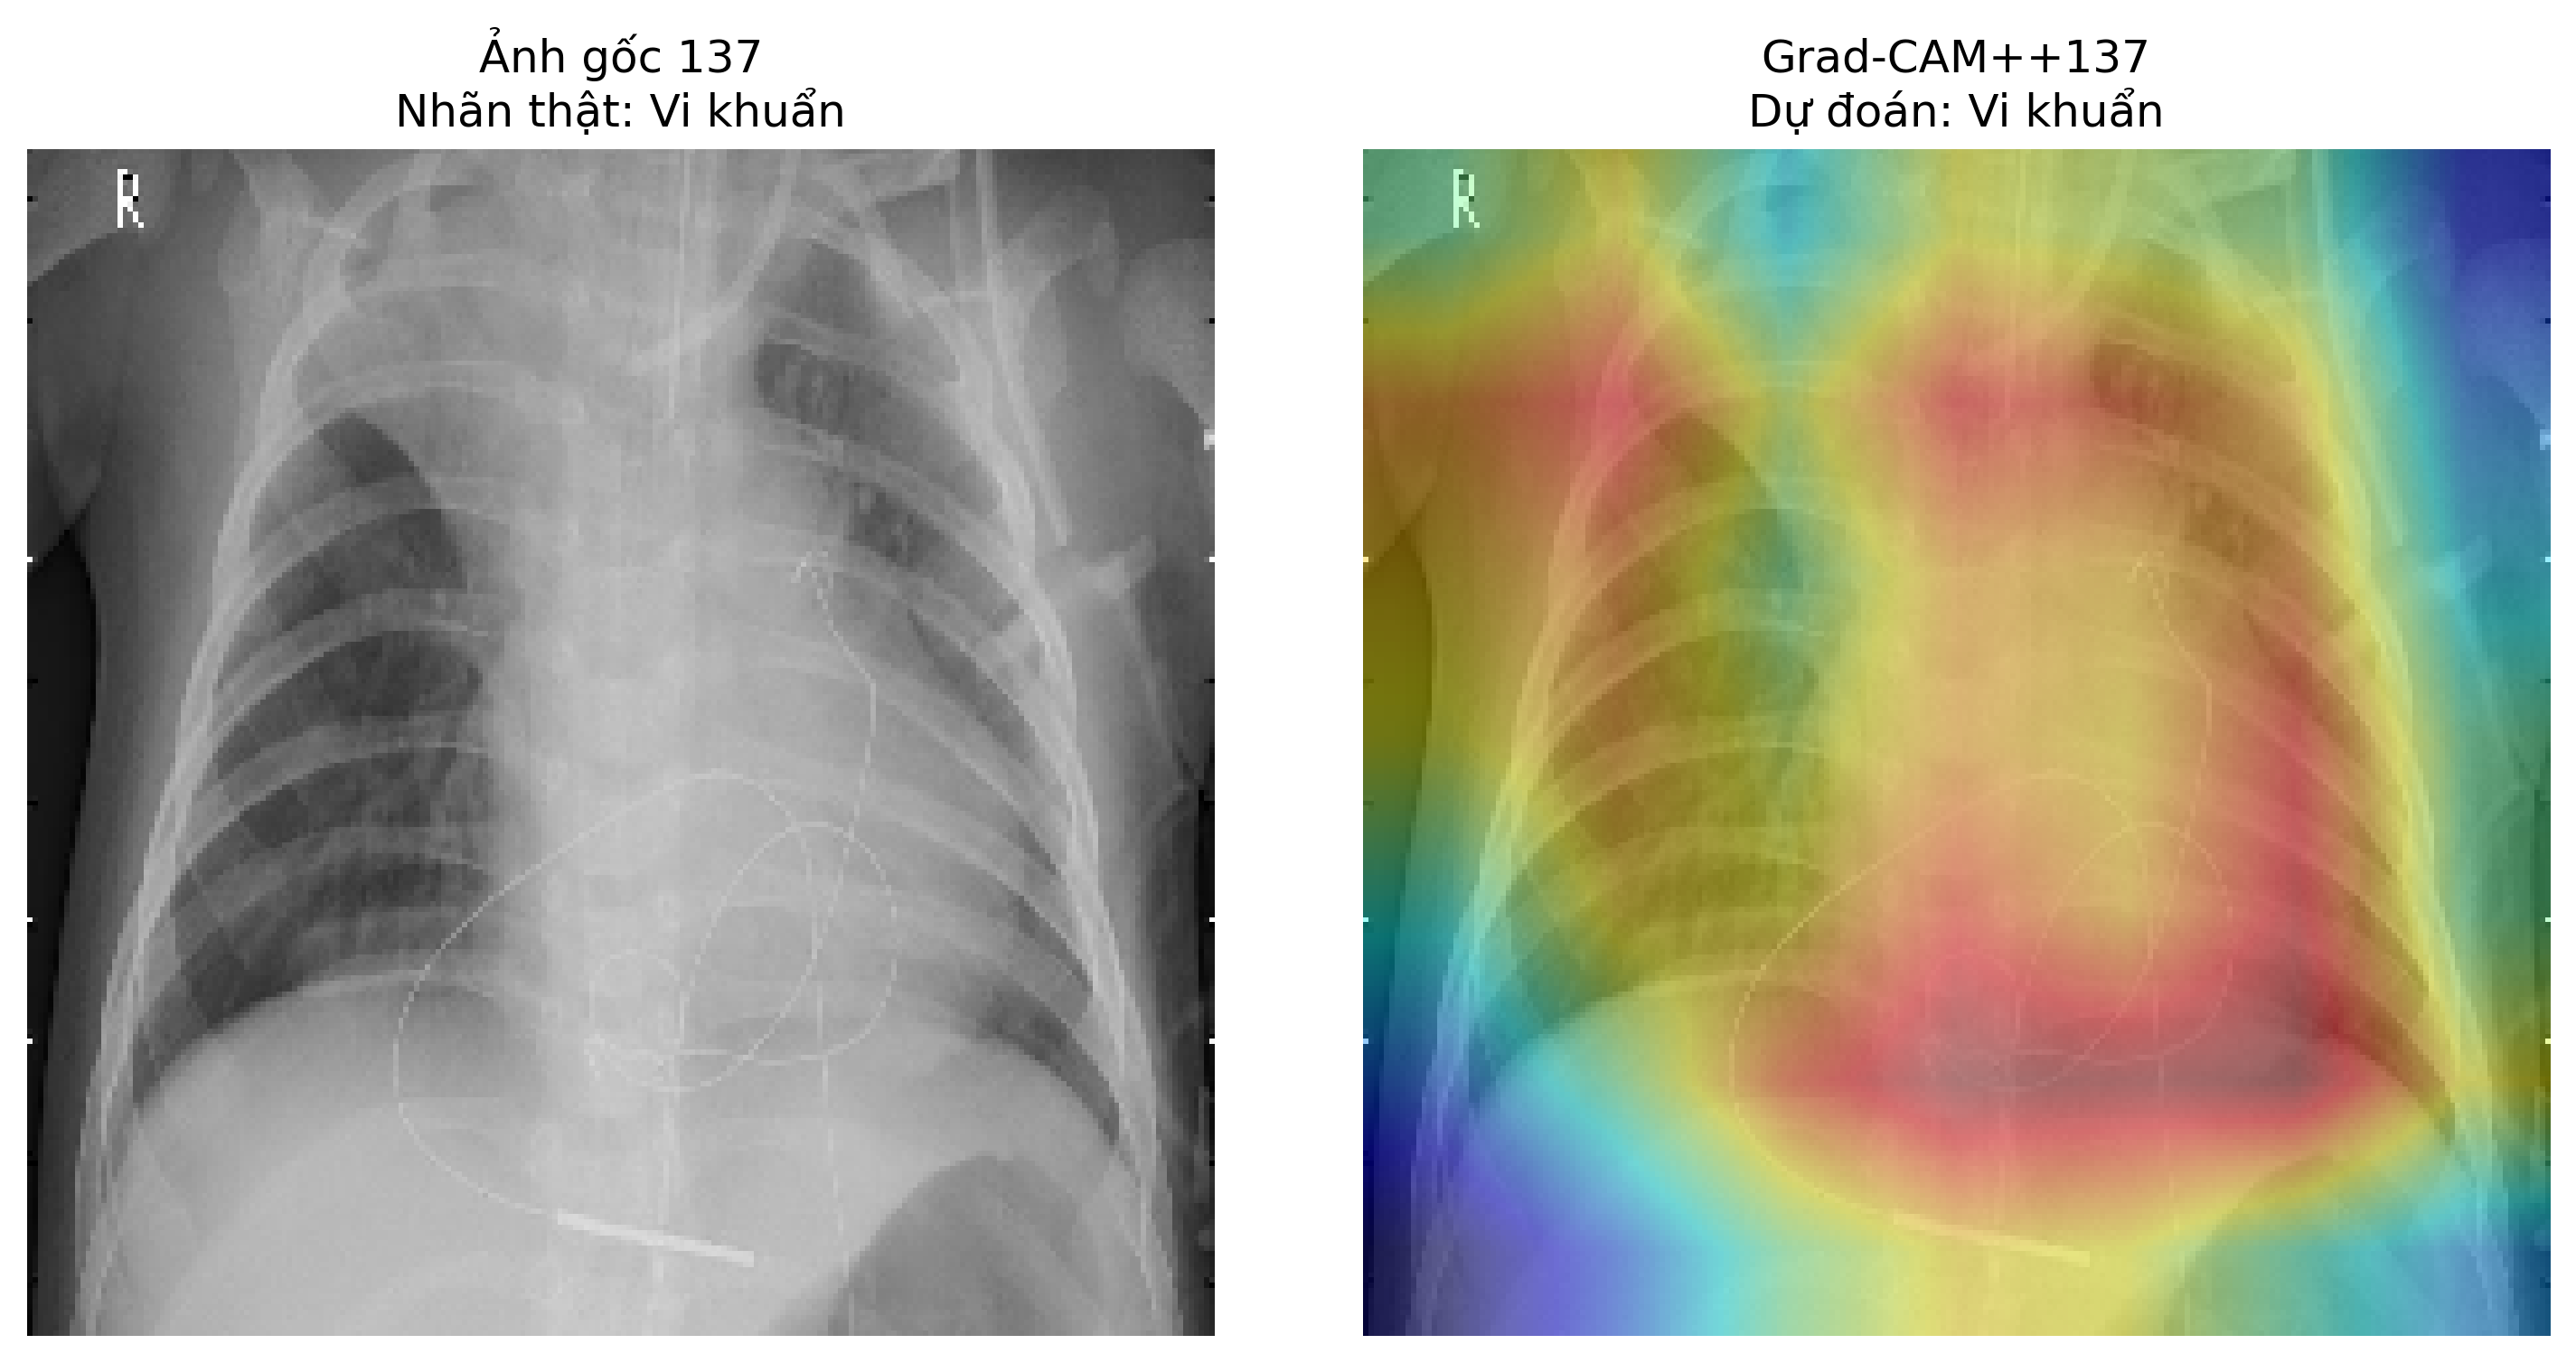 Ảnh gốc 137
Nhãn thật: Vi khuẩn
Grad-CAM++137
Dự đoán: Vi khuẩn
R
R